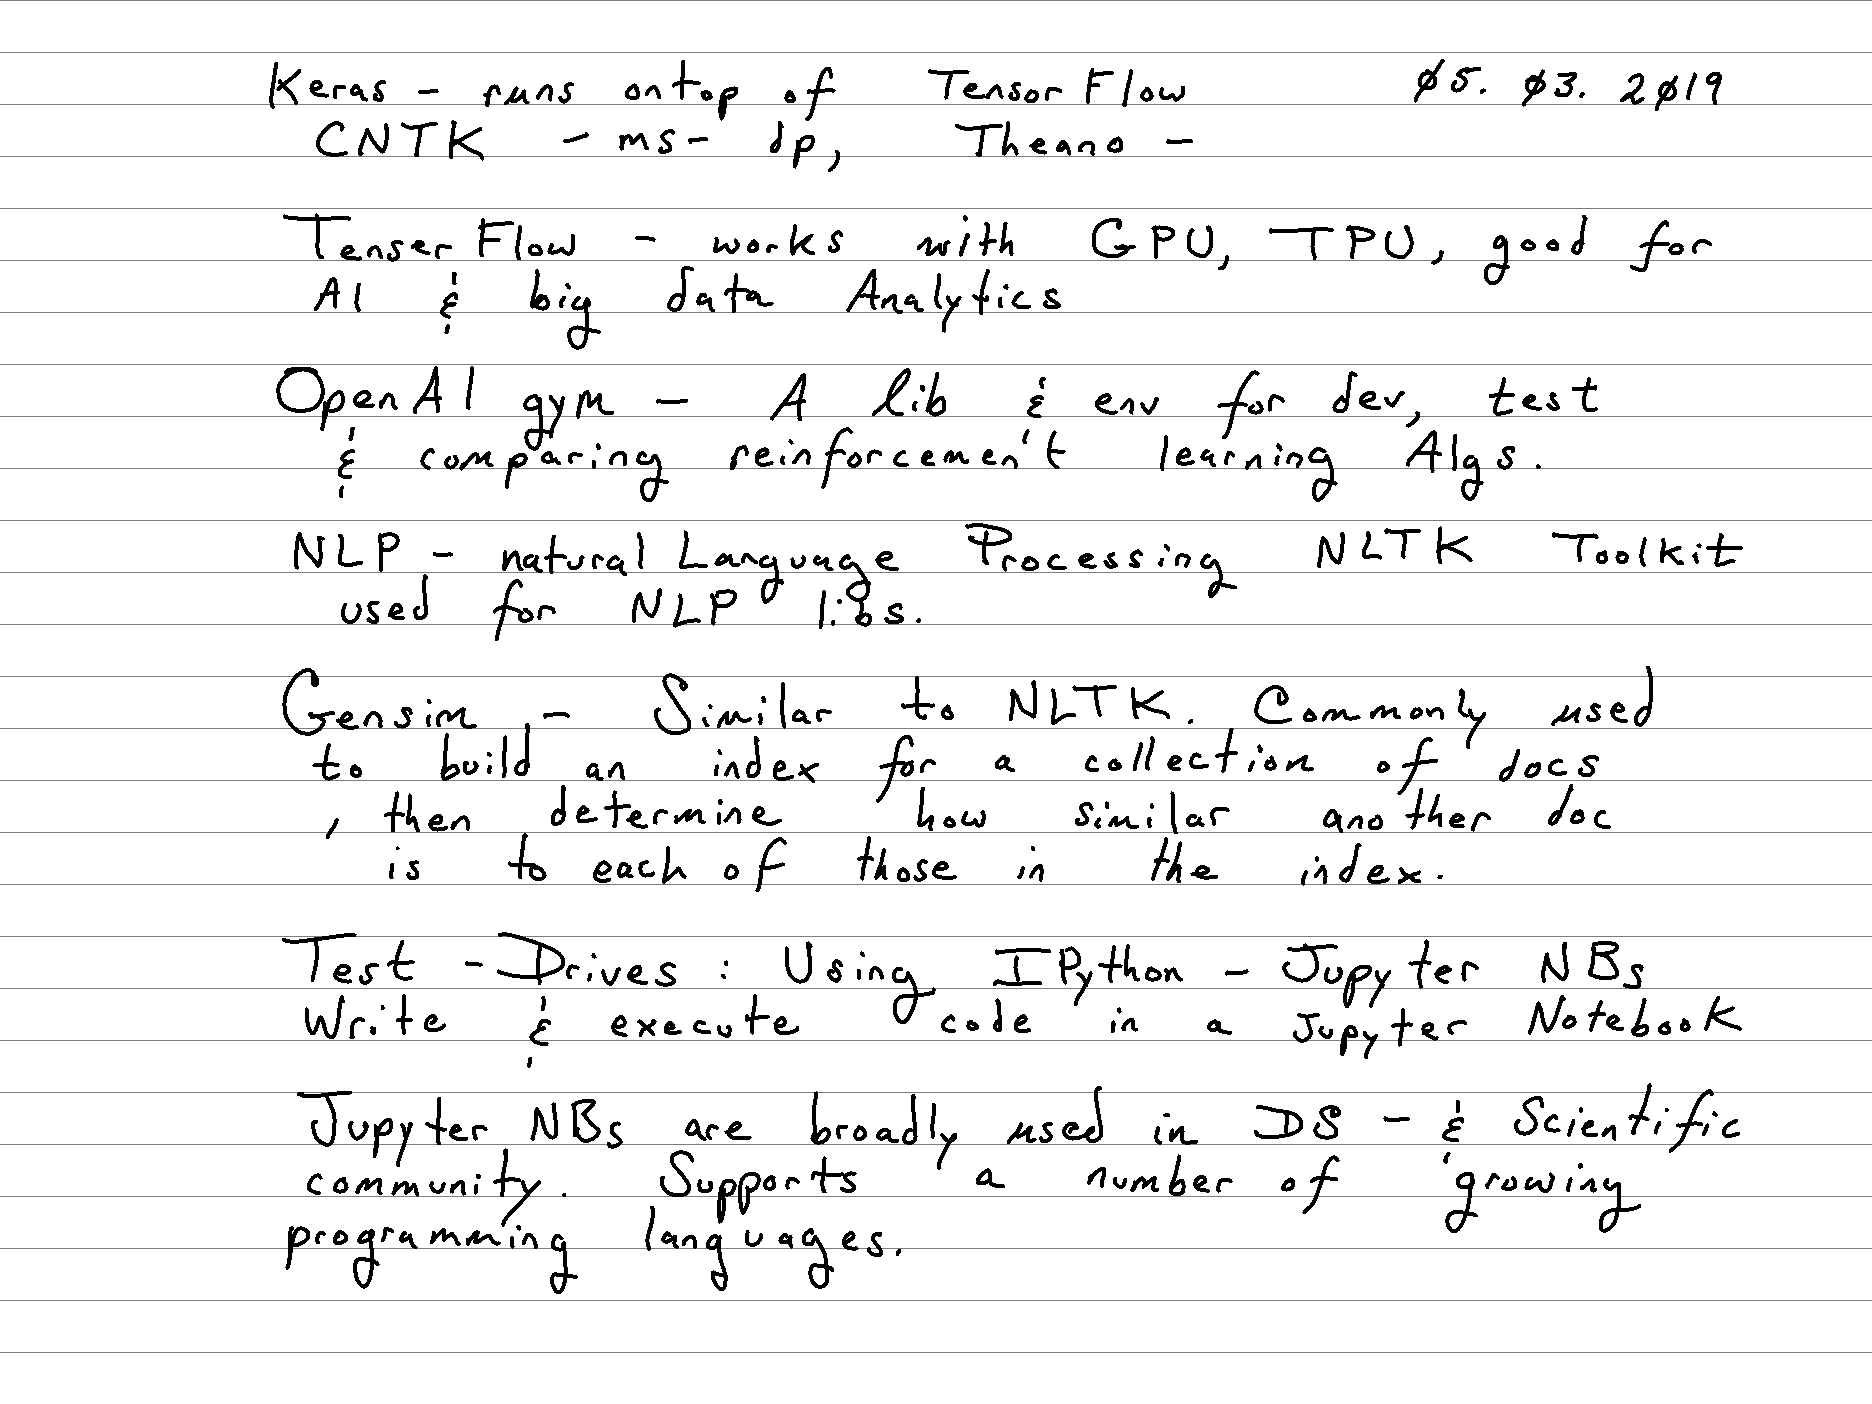 Keras - runs ontop of TensorFlow 05. 03. 2019
CNTK - ms- dp, Theano -
TenserFlow - works with GPU, TPU, good for
AI & big data Analytics
OpenAI gym - A lib & env for dev, test
& comparing reinforcemen't learning Algs.
NLP - natural Language Processing NLTK Toolkit
used for NLP libs.
Gensim - Similar to NLTK. Commonly used
to build an index for a collection of docs
, then determine how similar another doc
is to each of those in the index.
Test - Drives : Using IPython - Jupyter NBs
Write & execute code in a Jupyter Notebook
Jupyter NBs are broadly used in DS - & Scientific
community. Supports a number of growing
programming languages.